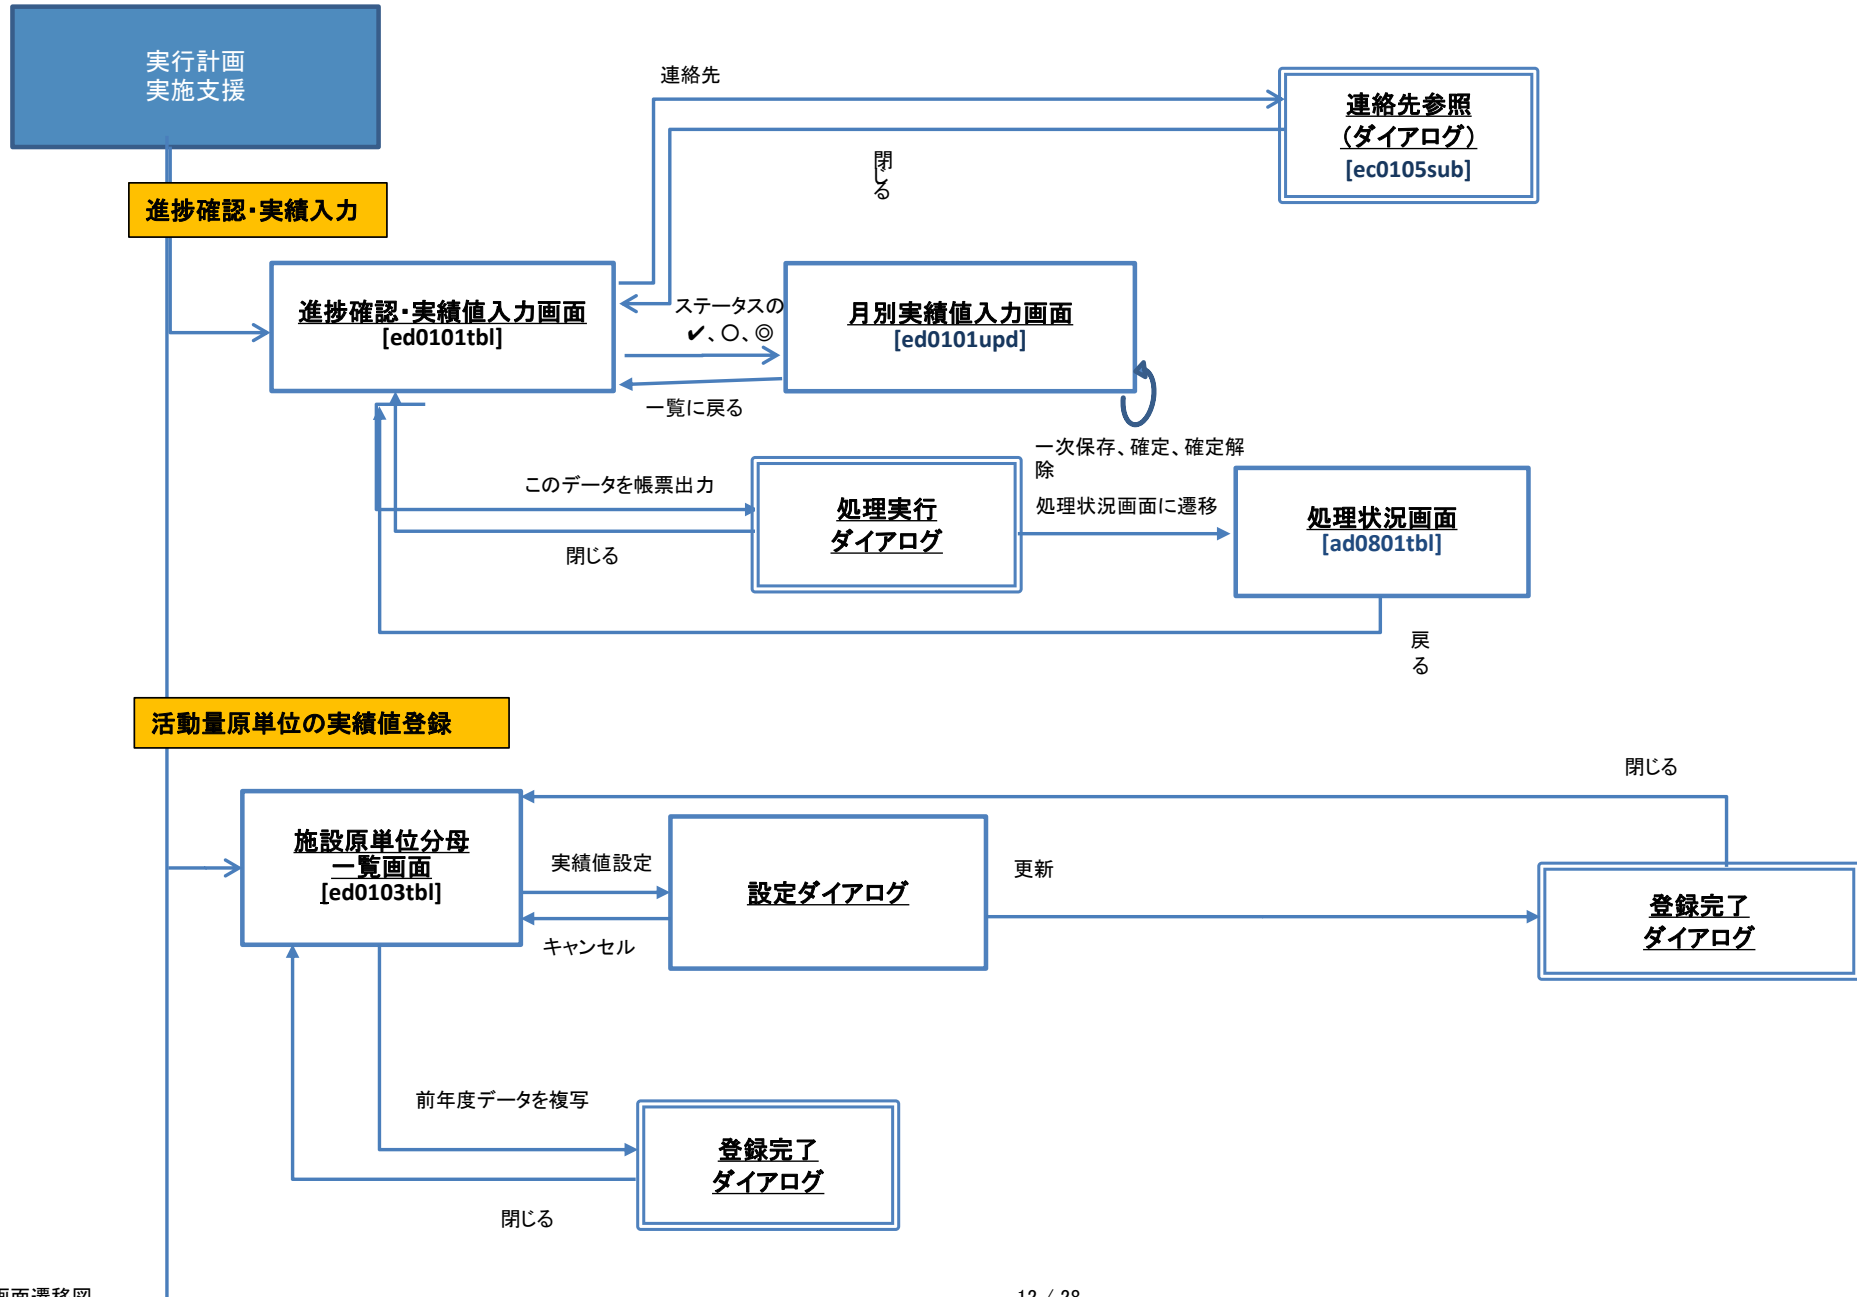 実行計画
実施支援
連絡先
連絡先参照
(ダイアログ)
[ec0105sub]
閉じる
進捗確認・実績入力
進捗確認・実績値入力画面
[ed0101tbl]
ステータスの
✔、○、◎
月別実績値入力画面
[ed0101upd]
一覧に戻る
一次保存、確定、確定解
除
このデータを帳票出力
処理実行
ダイアログ
処理状況画面に遷移
処理状況画面
[ad0801tbl]
閉じる
戻
る
活動量原単位の実績値登録
閉じる
施設原単位分母
一覧画面
[ed0103tbl]
実績値設定
設定ダイアログ
更新
登録完了
ダイアログ
キャンセル
前年度データを複写
登録完了
ダイアログ
閉じる
画面遷移図
12 / 28